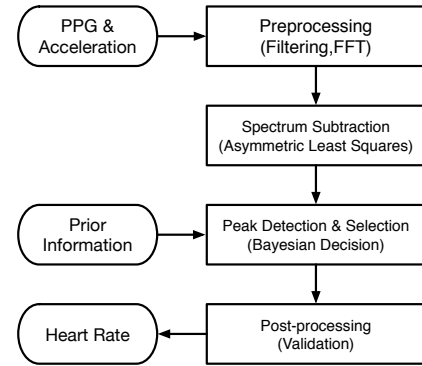 PPG &
Acceleration
Preprocessing
(Filtering,FFT)
Spectrum Subtraction
(Asymmetric Least Squares)
Prior
Information
Peak Detection & Selection
(Bayesian Decision)
Heart Rate
Post-processing
(Validation)